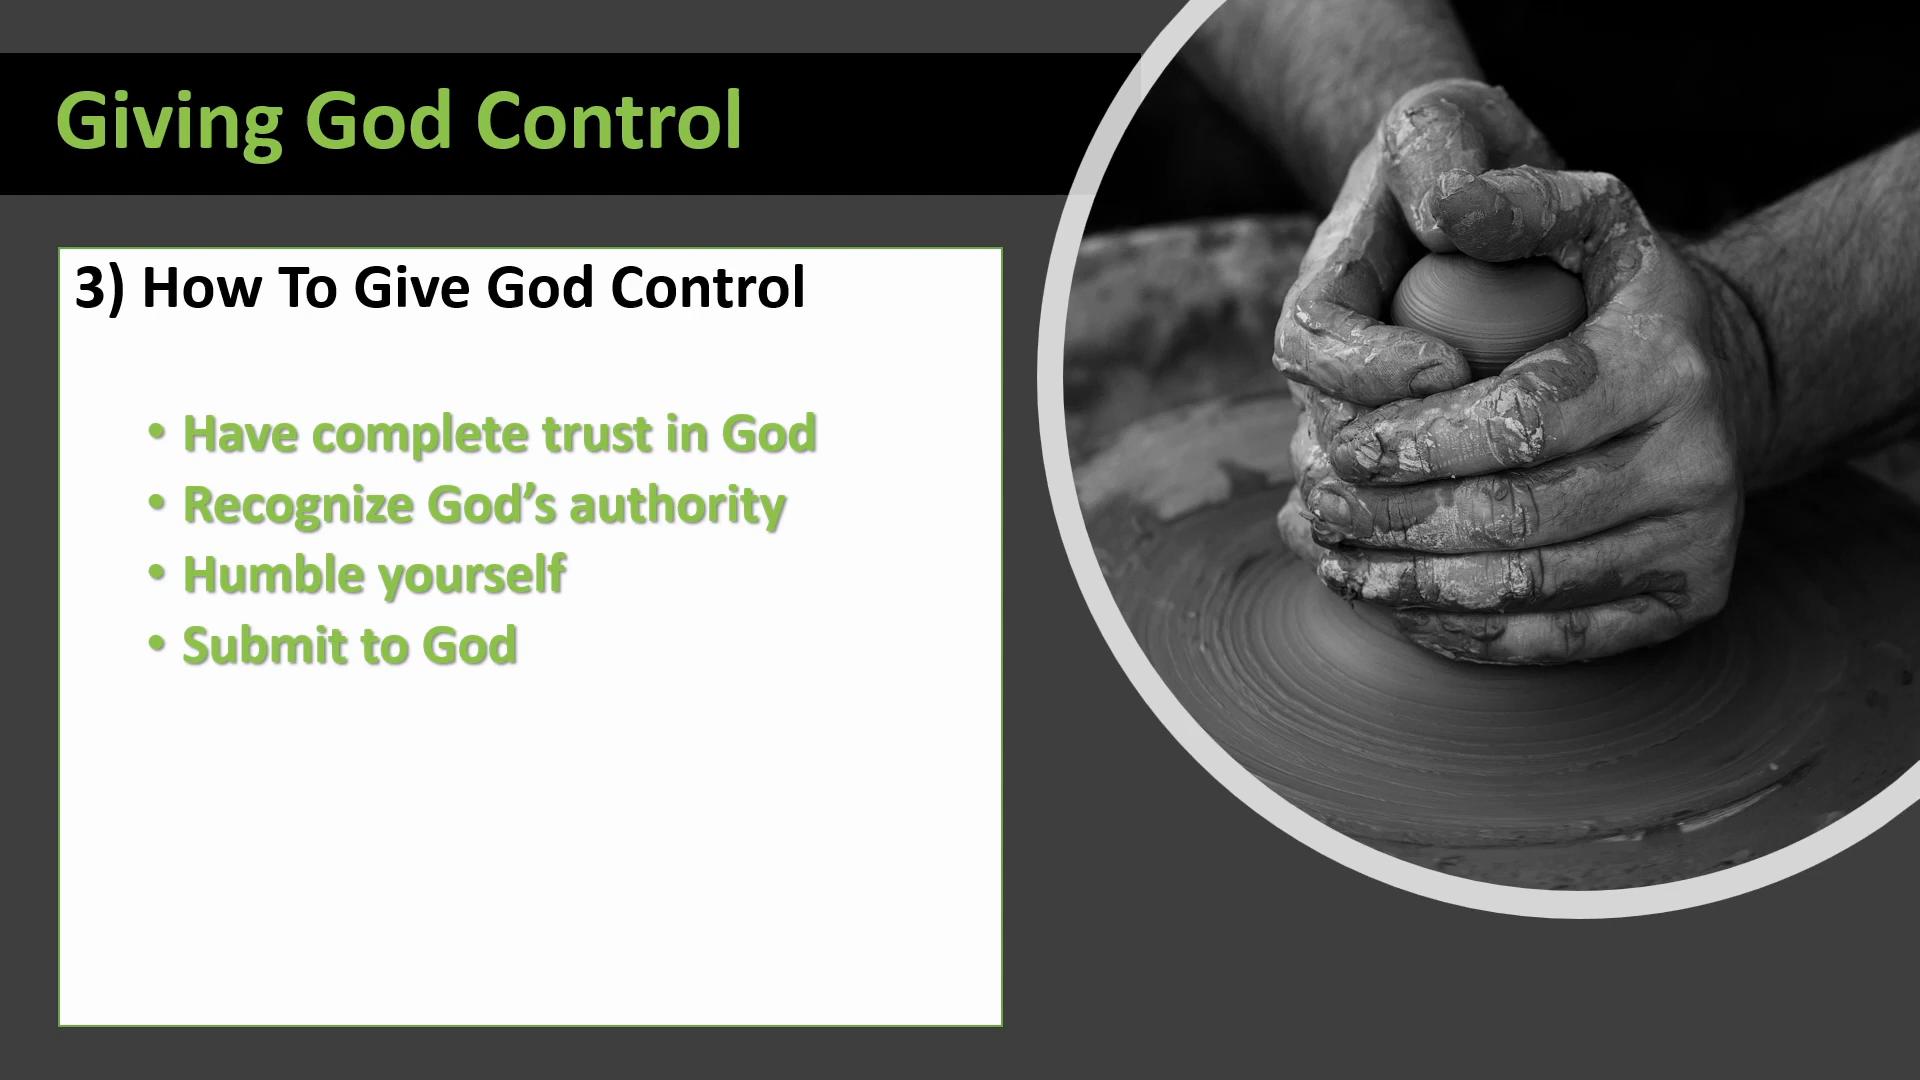 Giving God Control
3) How To Give God Control
• Have complete trust in God
• Recognize God’s authority
• Humble yourself
• Submit to God